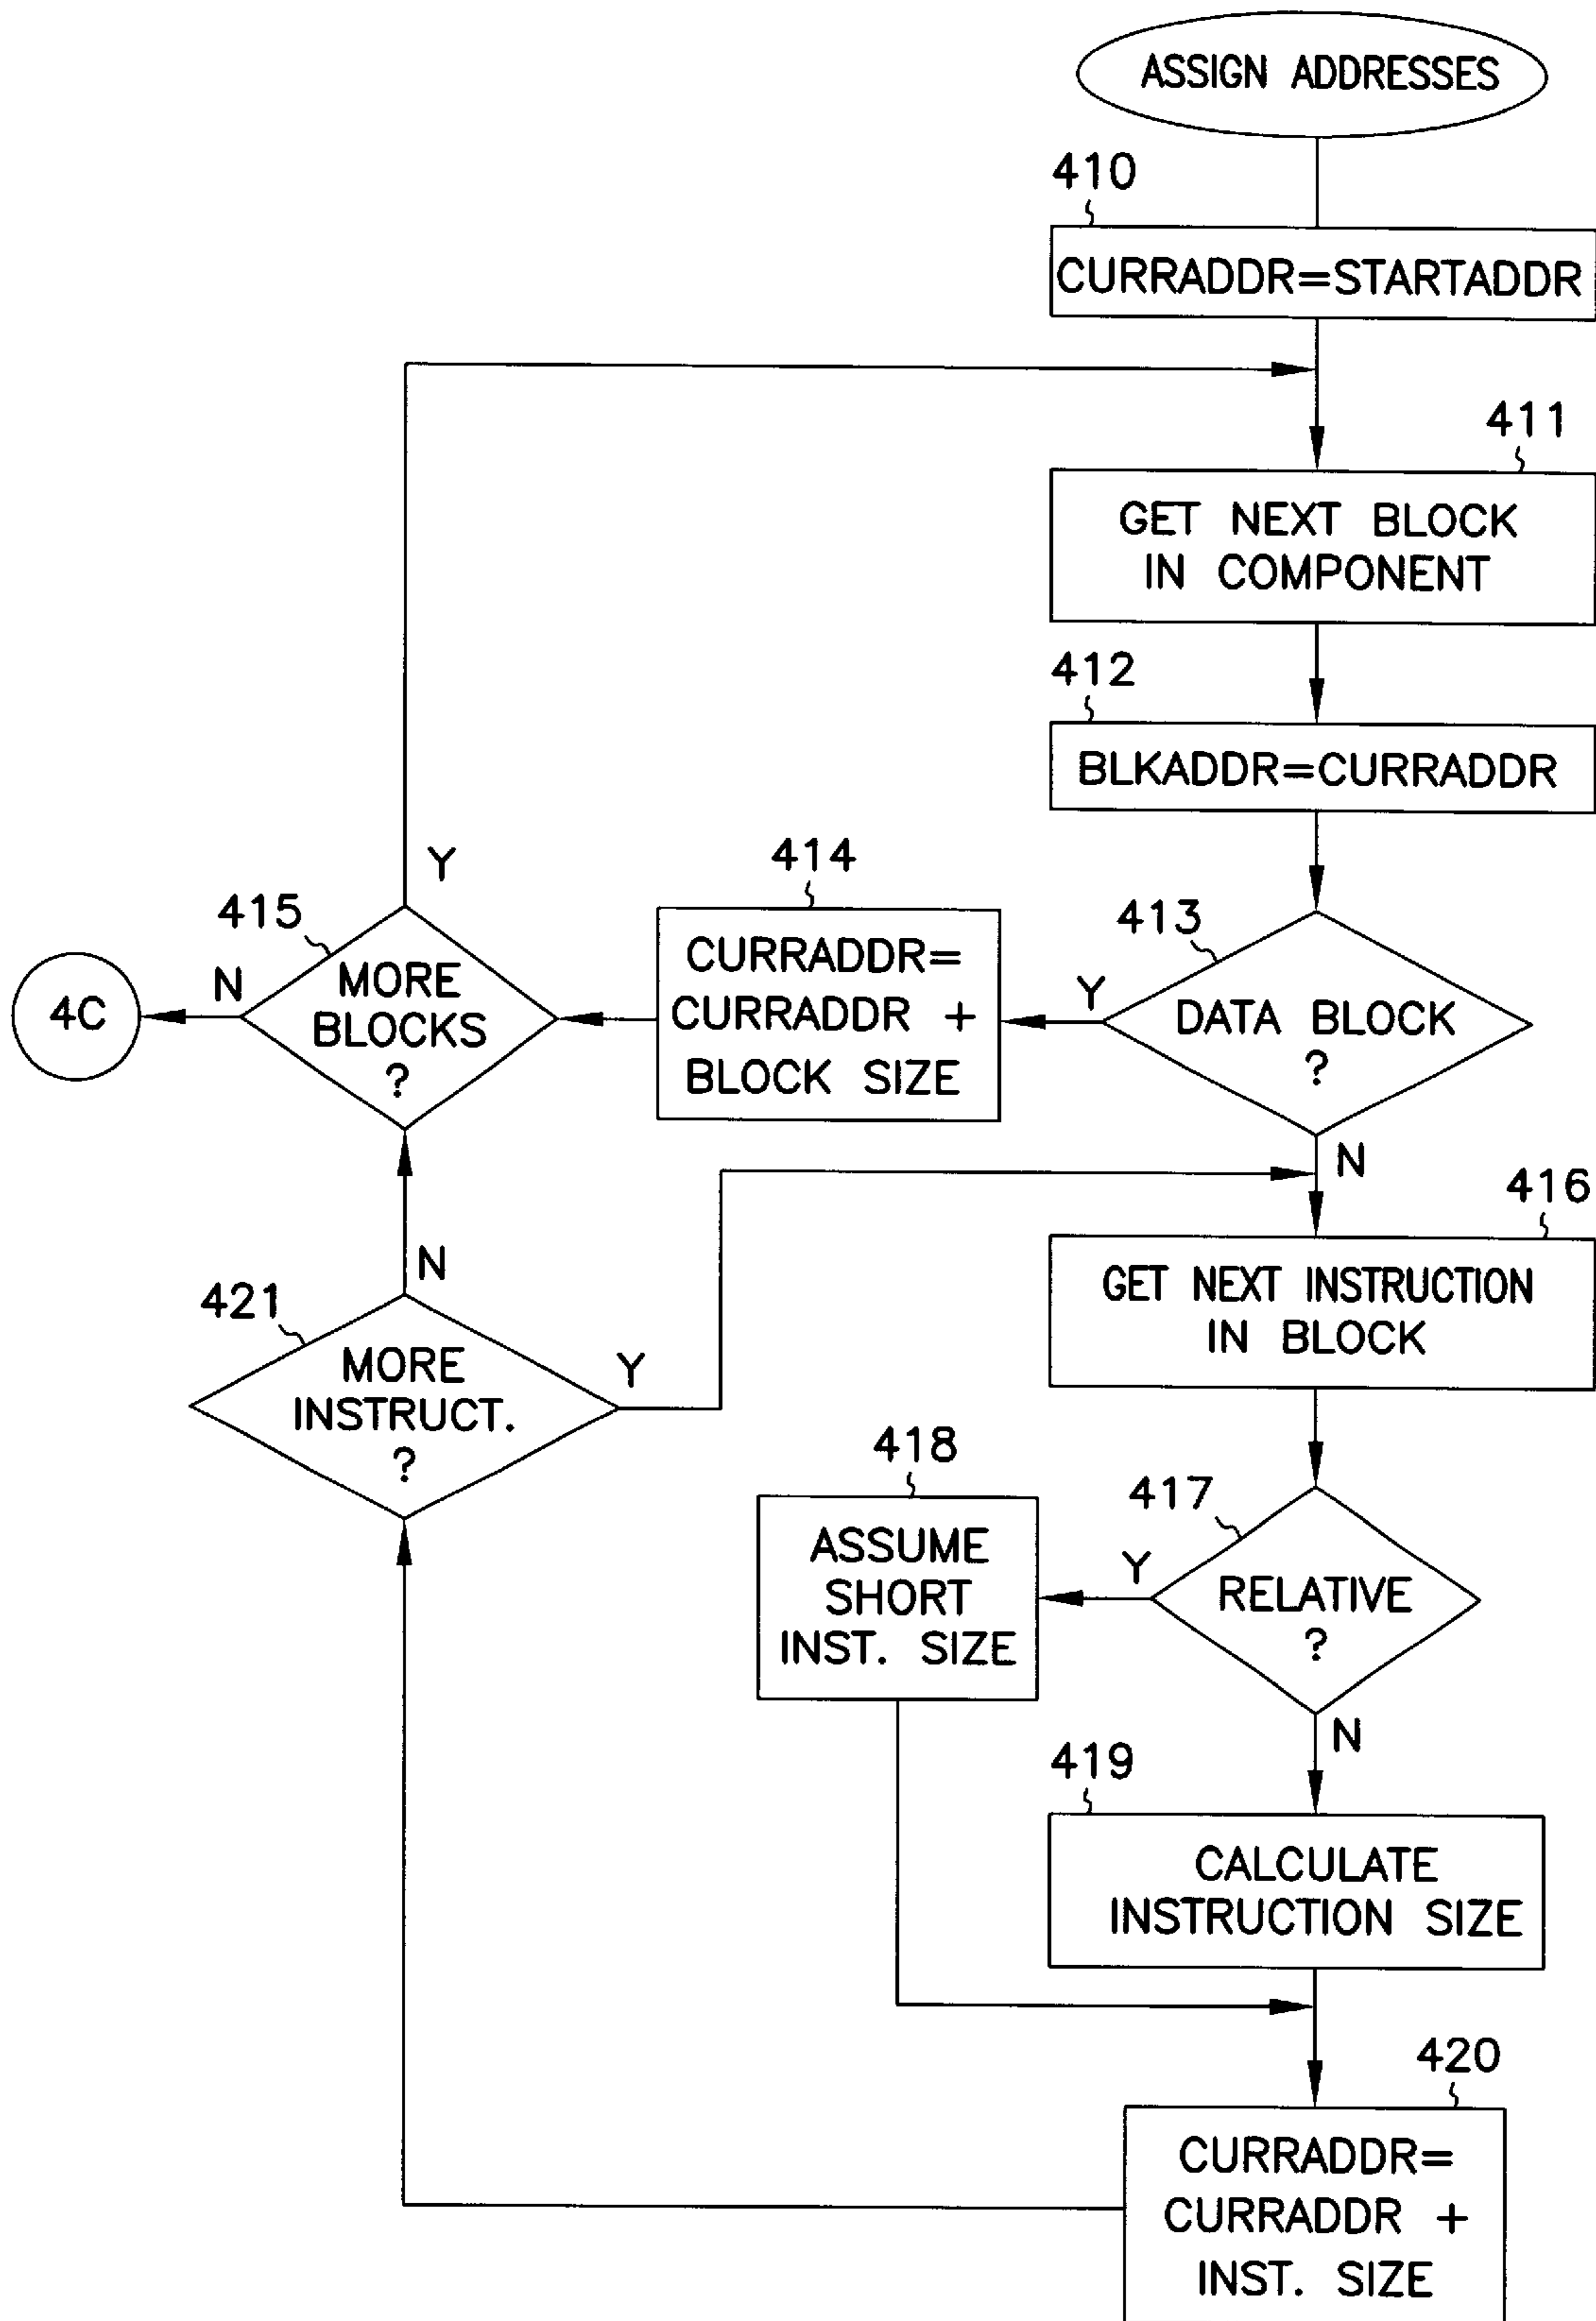 ASSIGN ADDRESSES
410
CURRADDR=STARTADDR
411
GET NEXT BLOCK
IN COMPONENT
412
BLKADDR=CURRADDR
413
DATA BLOCK
?
Y
N
414
CURRADDR=
CURRADDR +
BLOCK SIZE
415
MORE
BLOCKS
?
Y
N
4C
416
GET NEXT INSTRUCTION
IN BLOCK
417
RELATIVE
?
Y
N
418
ASSUME
SHORT
INST. SIZE
419
CALCULATE
INSTRUCTION SIZE
420
CURRADDR=
CURRADDR +
INST. SIZE
421
MORE
INSTRUCT.
?
Y
N